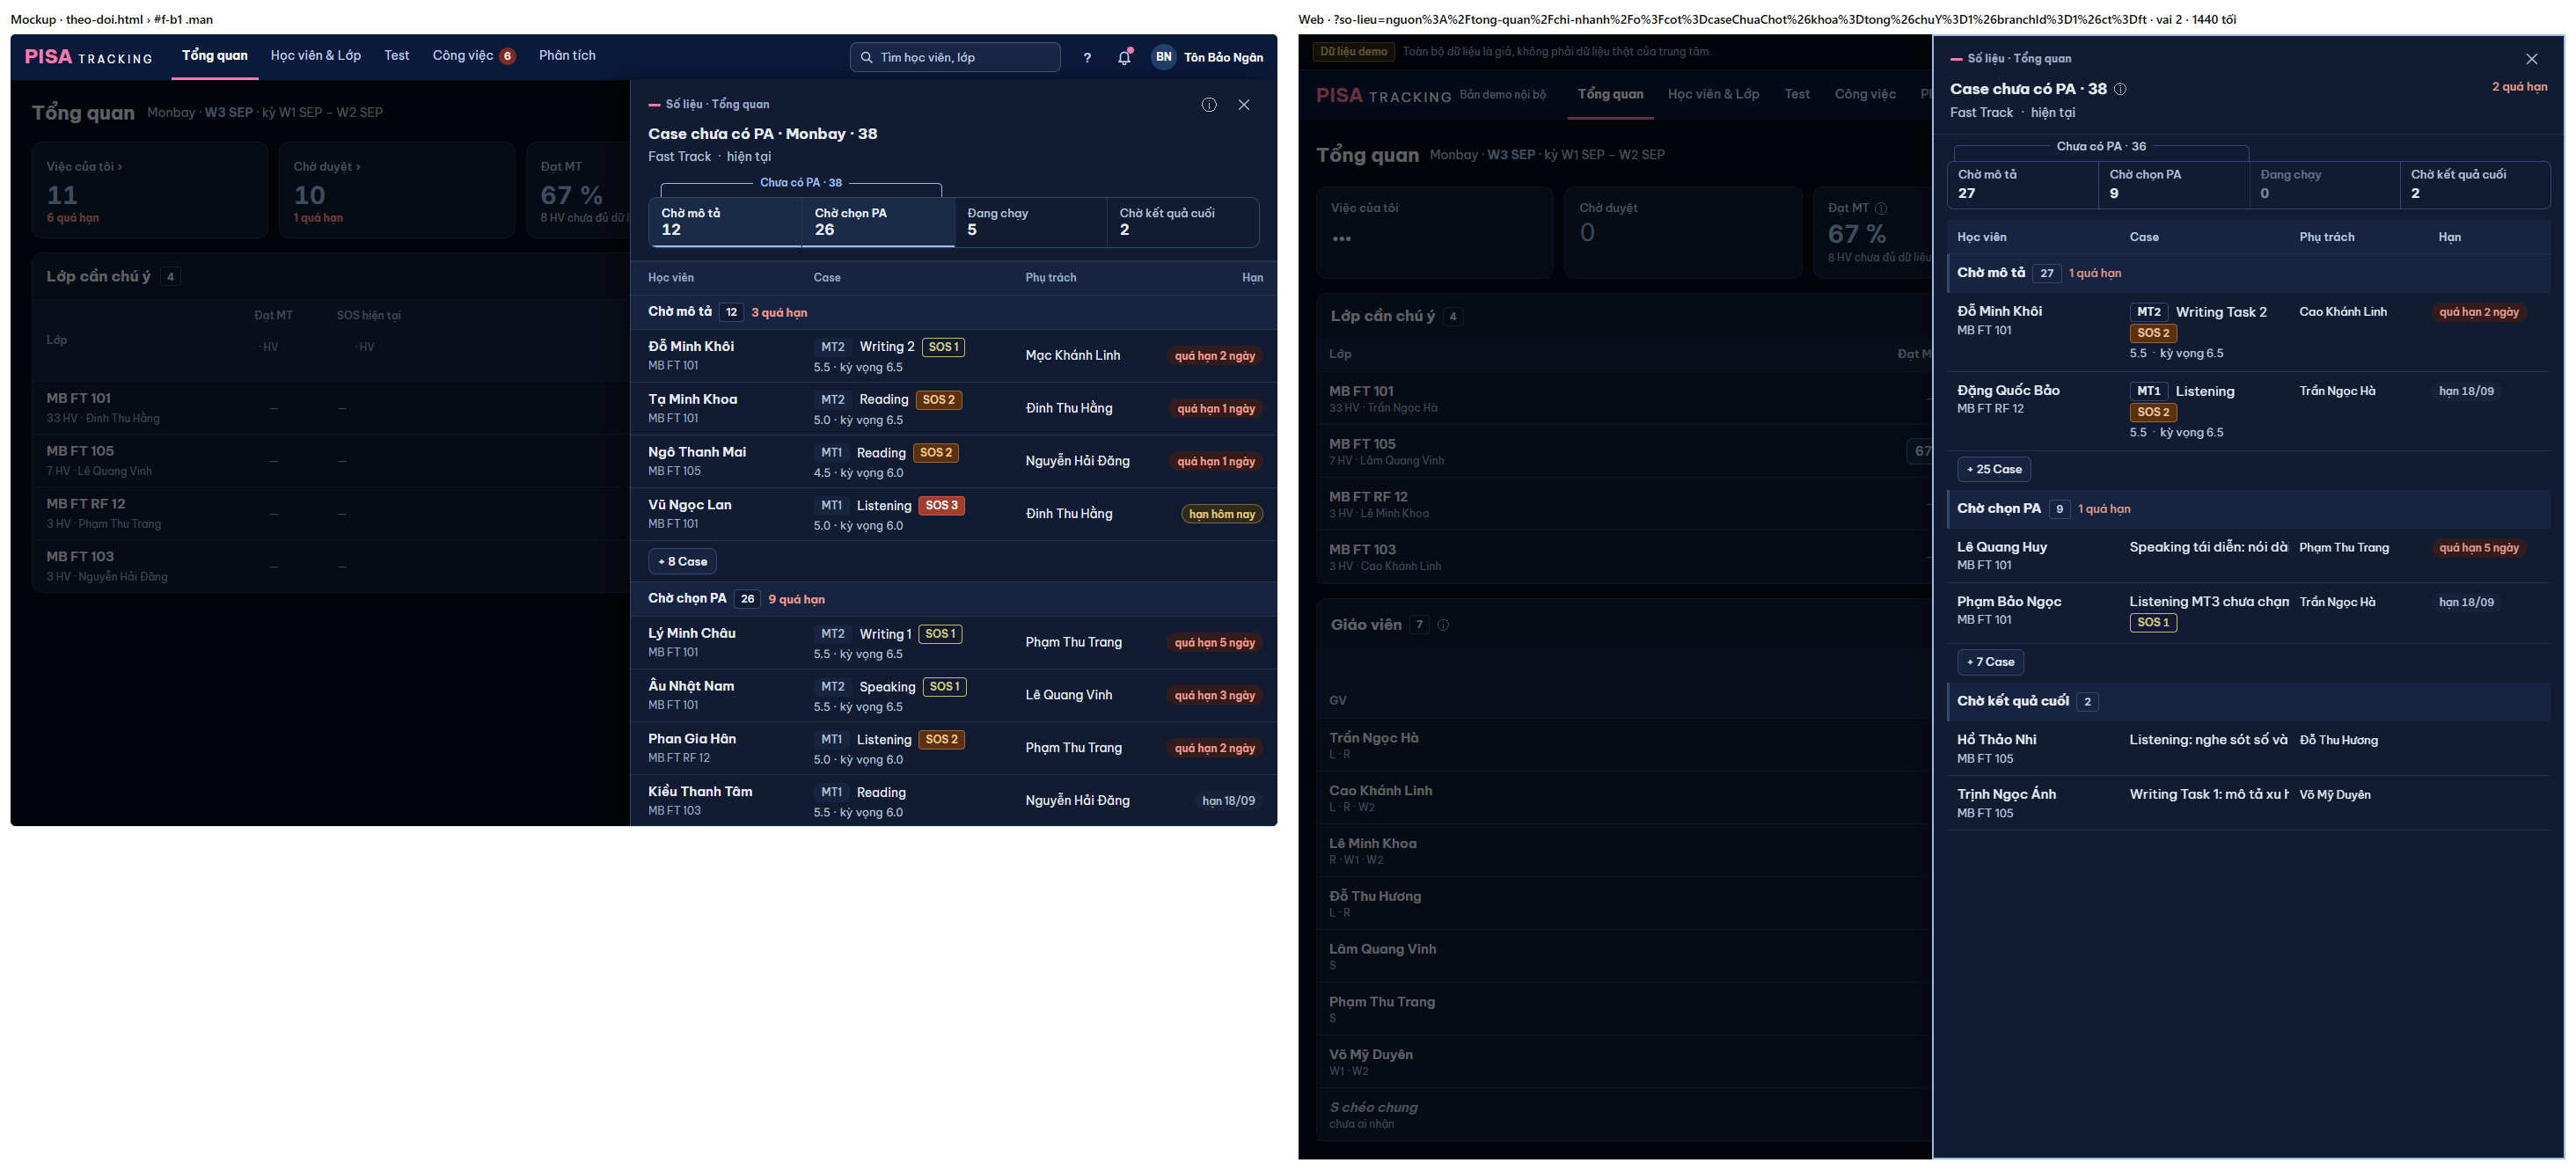 Mockup · theo-doi.html › #f-b1 .man
PISA TRACKING
Tổng quan
Học viên & Lớp
Test
Công việc 6
Phân tích
Tìm học viên, lớp
?
BN Tôn Bảo Ngân
Tổng quan Monbay · W3 SEP · kỳ W1 SEP – W2 SEP
Việc của tôi ›
11
6 quá hạn
Chờ duyệt ›
10
1 quá hạn
Đạt MT
67 %
8 HV chưa đủ dữ l
Lớp cần chú ý 4
Đạt MT SOS hiện tại
Lớp · HV · HV
MB FT 101 — —
33 HV · Đinh Thu Hằng
MB FT 105 — —
7 HV · Lê Quang Vinh
MB FT RF 12 — —
3 HV · Phạm Thu Trang
MB FT 103 — —
3 HV · Nguyễn Hải Đăng
Số liệu · Tổng quan
Case chưa có PA · Monbay · 38
Fast Track · hiện tại
Chưa có PA · 38
Chờ mô tả
12
Chờ chọn PA
26
Đang chạy
5
Chờ kết quả cuối
2
Học viên Case Phụ trách Hạn
Chờ mô tả 12 3 quá hạn
Đỗ Minh Khôi MT2 Writing 2 SOS 1 Mạc Khánh Linh quá hạn 2 ngày
MB FT 101 5.5 · kỳ vọng 6.5
Tạ Minh Khoa MT2 Reading SOS 2 Đinh Thu Hằng quá hạn 1 ngày
MB FT 101 5.0 · kỳ vọng 6.5
Ngô Thanh Mai MT1 Reading SOS 2 Nguyễn Hải Đăng quá hạn 1 ngày
MB FT 105 4.5 · kỳ vọng 6.0
Vũ Ngọc Lan MT1 Listening SOS 3 Đinh Thu Hằng hạn hôm nay
MB FT 101 5.0 · kỳ vọng 6.0
+ 8 Case
Chờ chọn PA 26 9 quá hạn
Lý Minh Châu MT2 Writing 1 SOS 1 Phạm Thu Trang quá hạn 5 ngày
MB FT 101 5.5 · kỳ vọng 6.5
Âu Nhật Nam MT2 Speaking SOS 1 Lê Quang Vinh quá hạn 3 ngày
MB FT 101 5.5 · kỳ vọng 6.5
Phan Gia Hân MT1 Listening SOS 2 Phạm Thu Trang quá hạn 2 ngày
MB FT RF 12 5.0 · kỳ vọng 6.0
Kiều Thanh Tâm MT1 Reading Nguyễn Hải Đăng hạn 18/09
MB FT 103 5.5 · kỳ vọng 6.0
Web · ?so-lieu=nguon%3A%2Ftong-quan%2Fchi-nhanh%2Fo%3Fcot%3DcaseChuaChot%26khoa%3Dtong%26chuY%3D1%26branchId%3D1%26ct%3Dft · vai 2 · 1440 tối
Dữ liệu demo Toàn bộ dữ liệu là giả, không phải dữ liệu thật của trung tâm.
PISA TRACKING Bản demo nội bộ
Tổng quan
Học viên & Lớp
Test
Công việc
Pl
Tổng quan Monbay · W3 SEP · kỳ W1 SEP – W2 SEP
Việc của tôi
...
Chờ duyệt
0
Đạt MT
67 %
8 HV chưa đủ dữ liệu
Lớp cần chú ý 4
Lớp Đạt M
MB FT 101
33 HV · Trần Ngọc Hà
MB FT 105 67
7 HV · Lâm Quang Vinh
MB FT RF 12
3 HV · Lê Minh Khoa
MB FT 103
3 HV · Cao Khánh Linh
Giáo viên 7
GV
Trần Ngọc Hà
L · R
Cao Khánh Linh
L · R · W2
Lê Minh Khoa
R · W1 · W2
Đỗ Thu Hương
L · R
Lâm Quang Vinh
S
Phạm Thu Trang
S
Võ Mỹ Duyên
W1 · W2
S chéo chung
chưa ai nhận
Số liệu · Tổng quan
Case chưa có PA · 38 2 quá hạn
Fast Track · hiện tại
Chưa có PA · 36
Chờ mô tả
27
Chờ chọn PA
9
Đang chạy
0
Chờ kết quả cuối
2
Học viên Case Phụ trách Hạn
Chờ mô tả 27 1 quá hạn
Đỗ Minh Khôi MT2 Writing Task 2 Cao Khánh Linh quá hạn 2 ngày
MB FT 101 SOS 2
5.5 · kỳ vọng 6.5
Đặng Quốc Bảo MT1 Listening Trần Ngọc Hà hạn 18/09
MB FT RF 12 SOS 2
5.5 · kỳ vọng 6.5
+ 25 Case
Chờ chọn PA 9 1 quá hạn
Lê Quang Huy Speaking tái diễn: nói dài Phạm Thu Trang quá hạn 5 ngày
MB FT 101
Phạm Bảo Ngọc Listening MT3 chưa chạm Trần Ngọc Hà hạn 18/09
MB FT 101 SOS 1
+ 7 Case
Chờ kết quả cuối 2
Hồ Thảo Nhi Listening: nghe sót số và Đỗ Thu Hương
MB FT 105
Trịnh Ngọc Ánh Writing Task 1: mô tả xu h Võ Mỹ Duyên
MB FT 105